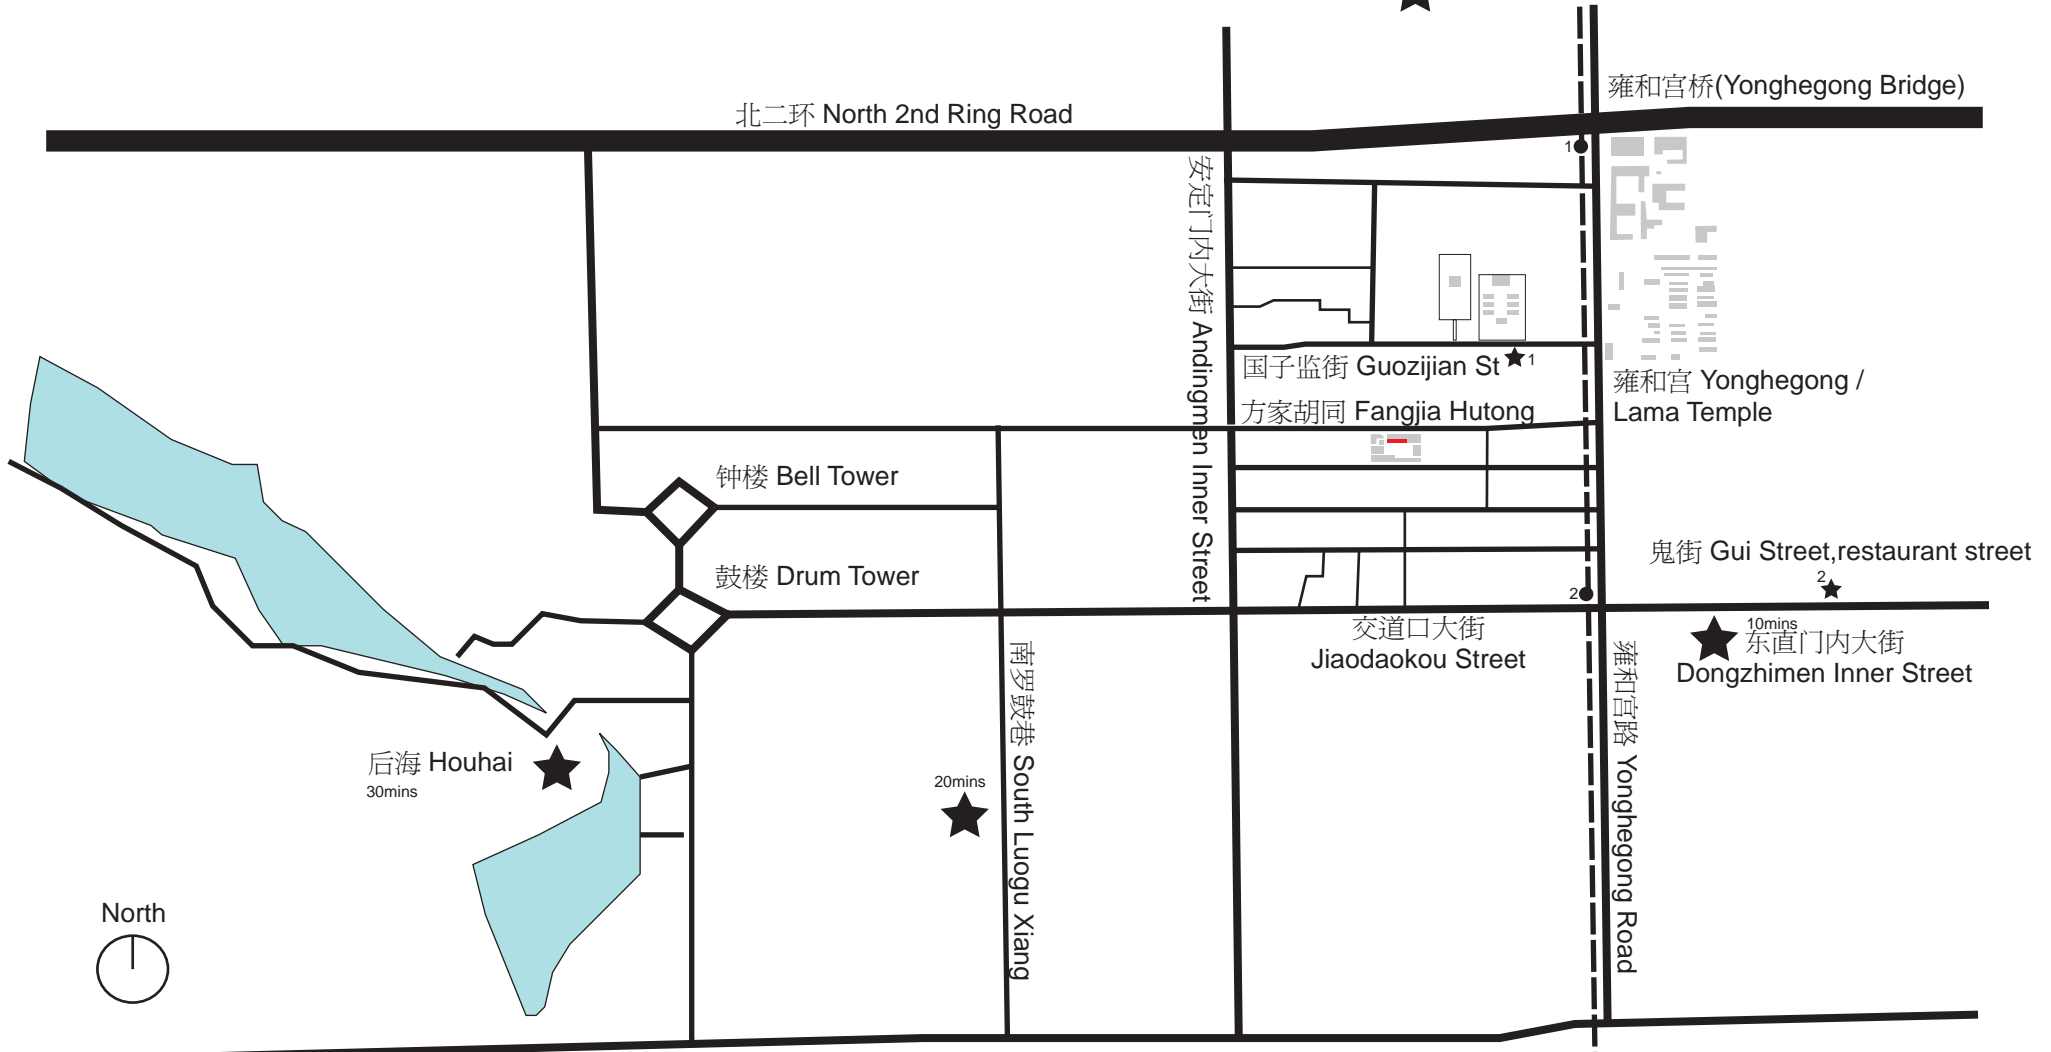 雍和宫桥(Yonghegong Bridge)
北二环 North 2nd Ring Road
1
安定门内大街 Andingmen Inner Street
国子监街 Guozijian St
1
雍和宫 Yonghegong /
Lama Temple
方家胡同 Fangjia Hutong
钟楼 Bell Tower
鬼街 Gui Street,restaurant street
2
鼓楼 Drum Tower
2
交道口大街
Jiaodaokou Street
10mins
东直门内大街
Dongzhimen Inner Street
南罗鼓巷 South Luogu Xiang
雍和宫路 Yonghegong Road
后海 Houhai
30mins
20mins
North